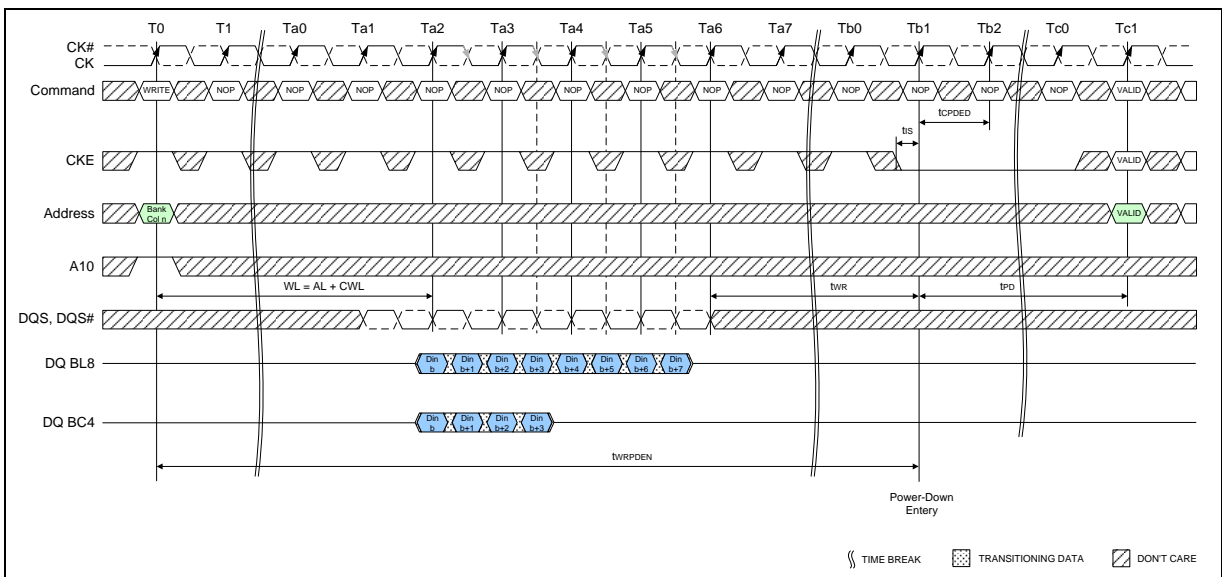 T0 T1 Ta0 Ta1 Ta2 Ta3 Ta4 Ta5 Ta6 Ta7 Tb0 Tb1 Tb2 Tc0 Tc1
CK#
CK
Command WRITE NOP NOP NOP NOP NOP NOP NOP NOP NOP NOP NOP NOP NOP VALID
tCPDED
tIS
CKE VALID
Address Bank Col n VALID
A10
WL = AL + CWL tWR tPD
DQS, DQS#
DQ BL8 Din b Din b+1 Din b+2 Din b+3 Din b+4 Din b+5 Din b+6 Din b+7
DQ BC4 Din b Din b+1 Din b+2 Din b+3
tWRPDEN
Power-Down
Entery
TIME BREAK TRANSITIONING DATA DON'T CARE